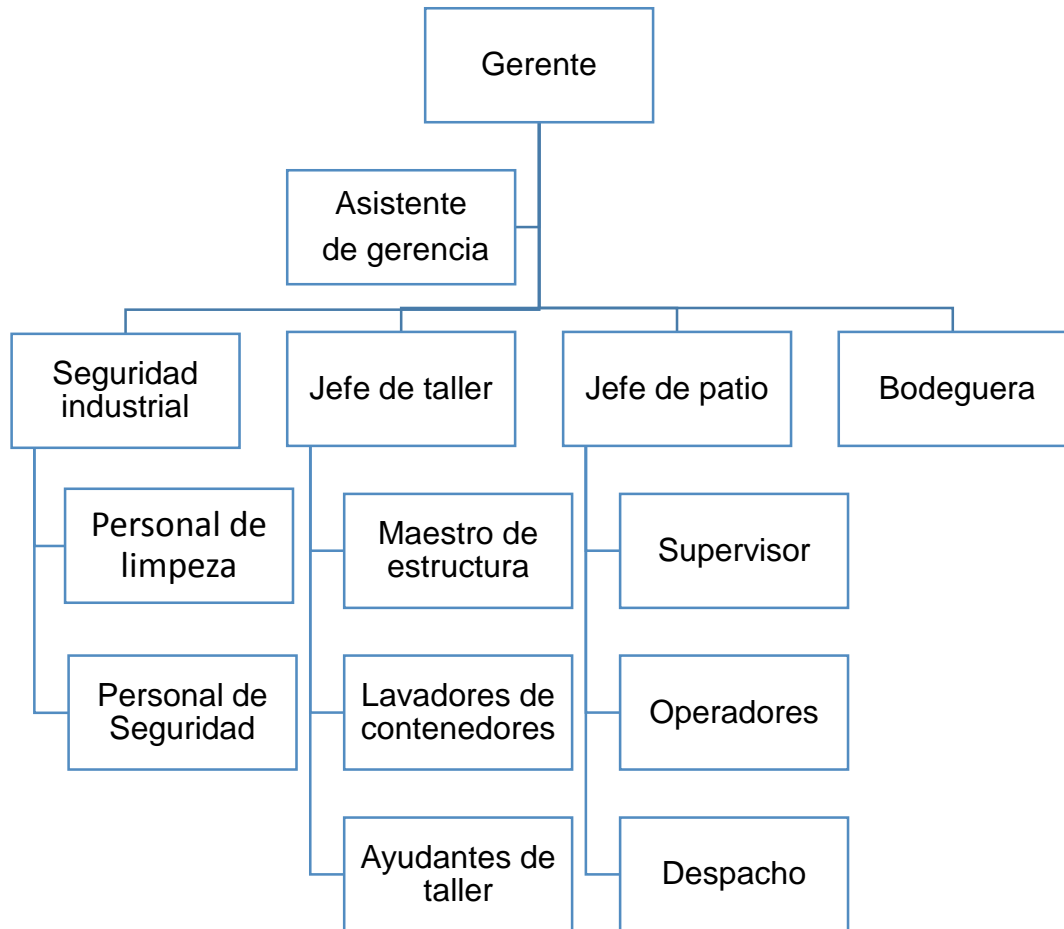 Gerente
Asistente
de gerencia
Seguridad
industrial
Jefe de taller
Jefe de patio
Bodeguera
Personal de
limpeza
Maestro de
estructura
Supervisor
Personal de
Seguridad
Lavadores de
contenedores
Operadores
Ayudantes de
taller
Despacho